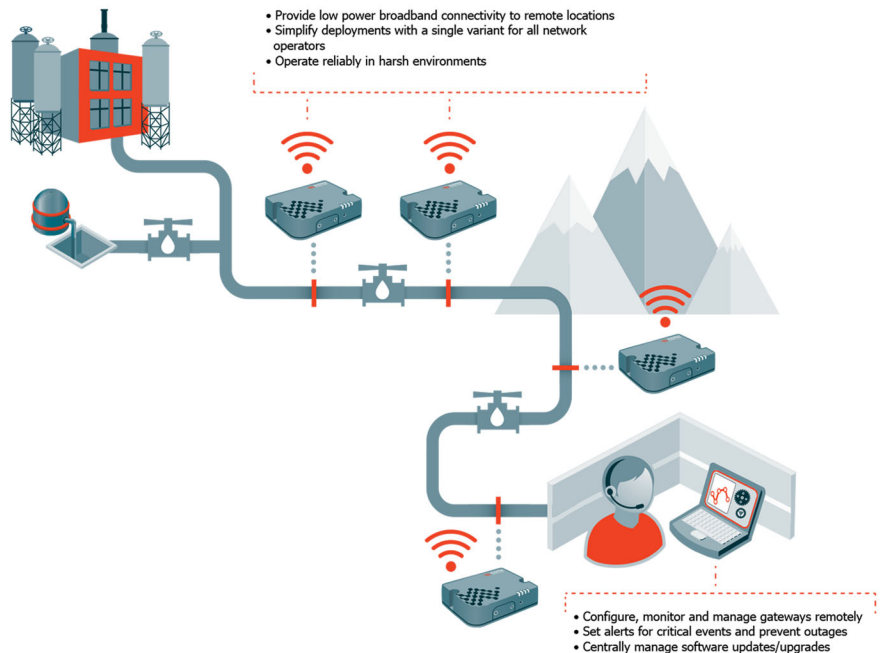 • Provide low power broadband connectivity to remote locations
• Simplify deployments with a single variant for all network
operators
• Operate reliably in harsh environments
• Configure, monitor and manage gateways remotely
• Set alerts for critical events and prevent outages
• Centrally manage software updates/upgrades